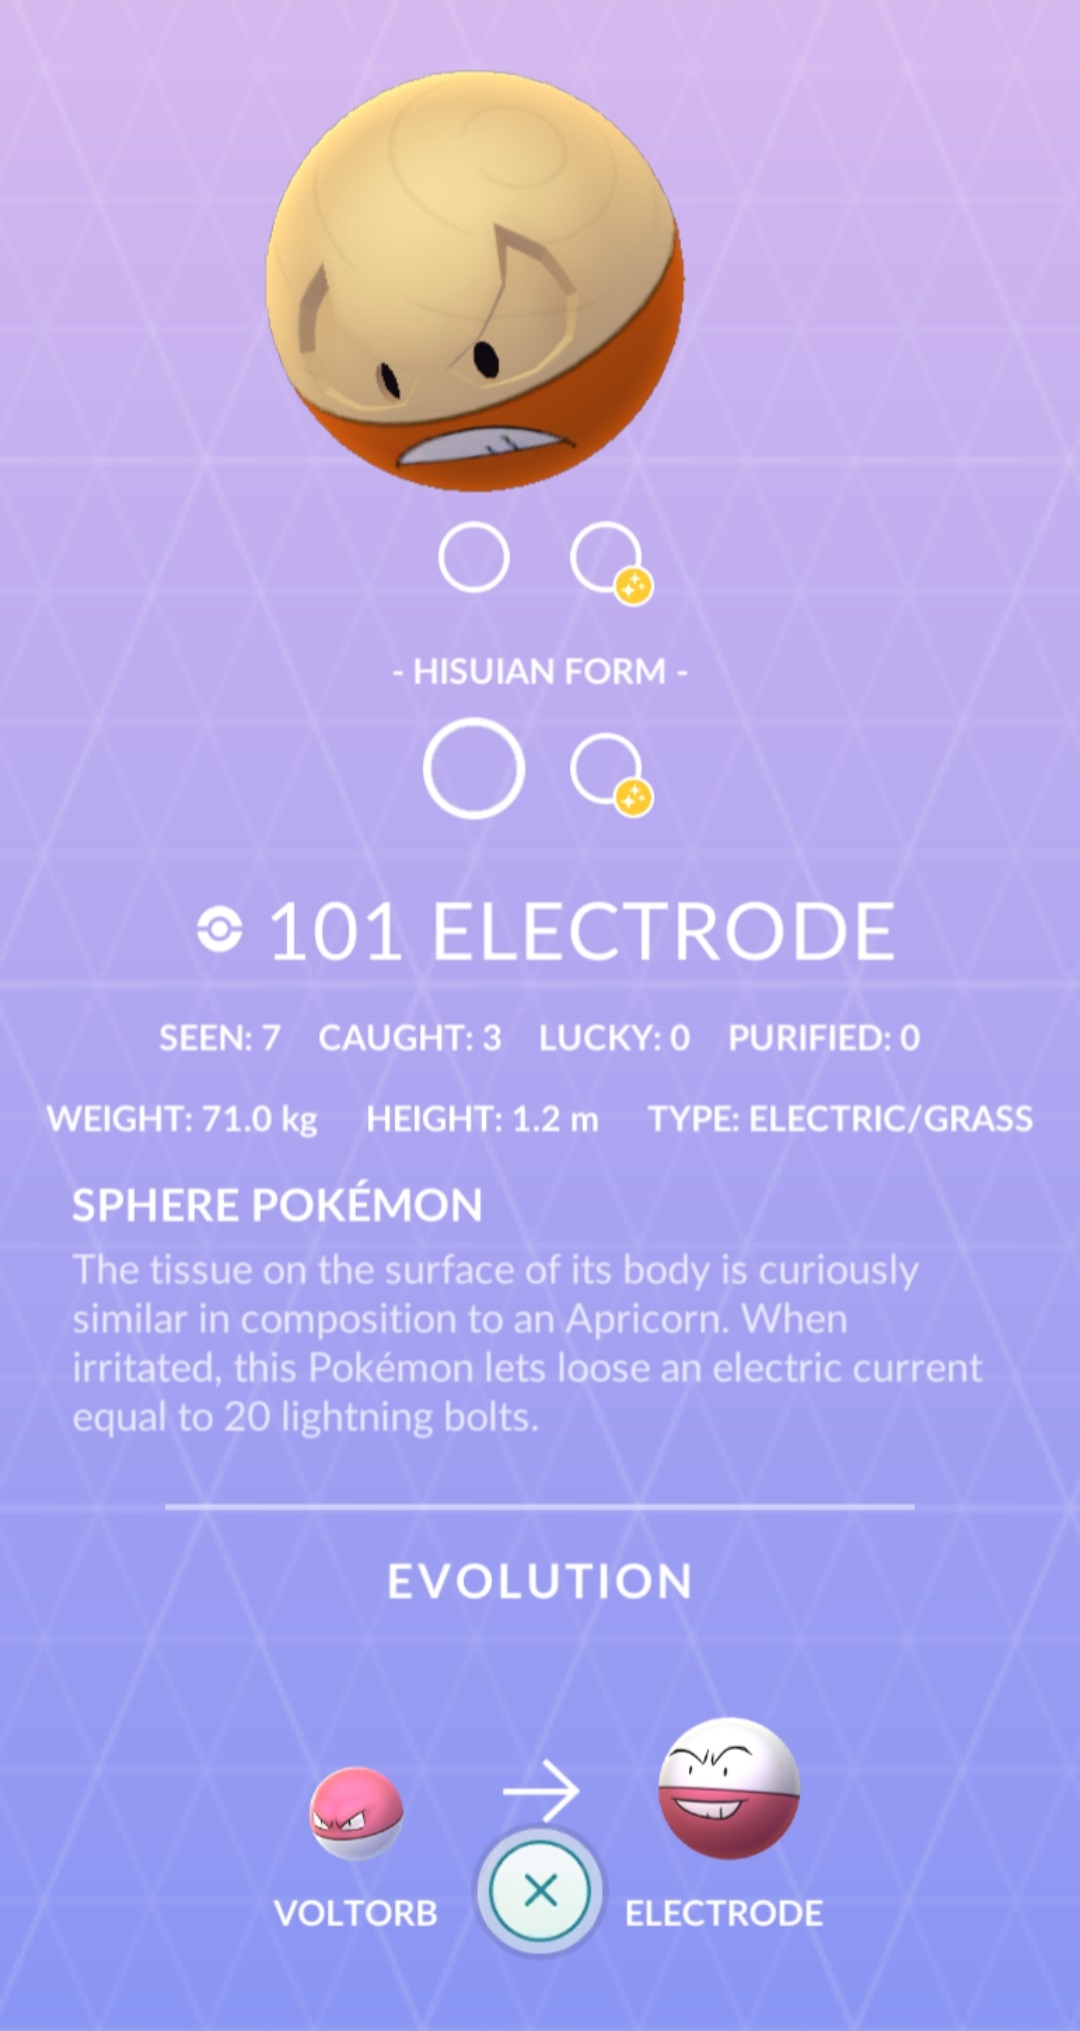 - HISUIAN FORM -
101 ELECTRODE
SEEN: 7 CAUGHT: 3 LUCKY: 0 PURIFIED: 0
WEIGHT: 71.0 kg HEIGHT: 1.2 m TYPE: ELECTRIC/GRASS
SPHERE POKÉMON
The tissue on the surface of its body is curiously
similar in composition to an Apricorn. When
irritated, this Pokémon lets loose an electric current
equal to 20 lightning bolts.
EVOLUTION
VOLTORB ELECTRODE